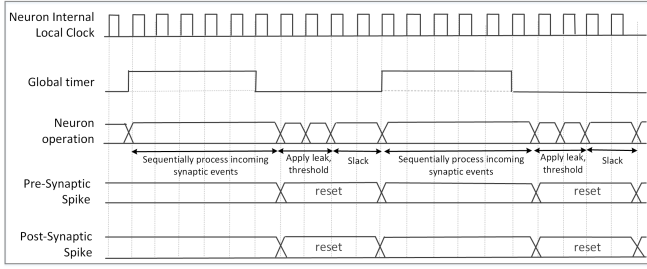 Neuron Internal
Local Clock
Global timer
Neuron
operation
Sequentially process incoming
synaptic events
Apply leak,
threshold
Slack
Sequentially process incoming
synaptic events
Apply leak,
threshold
Slack
Pre-Synaptic
Spike
reset
reset
Post-Synaptic
Spike
reset
reset